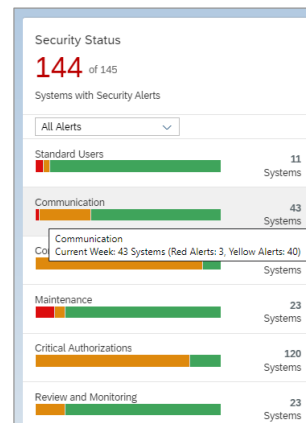 Security Status
144 of 145
Systems with Security Alerts
All Alerts
Standard Users
11
Systems
Communication
43
Systems
Communication
Current Week: 43 Systems (Red Alerts: 3, Yellow Alerts: 40)
Systems
Maintenance
23
Systems
Critical Authorizations
120
Systems
Review and Monitoring
23
Systems